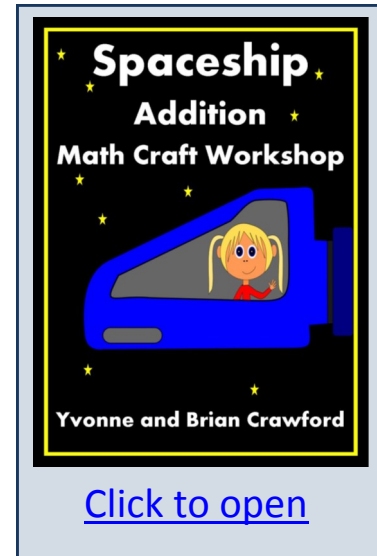 Spaceship
Addition
Math Craft Workshop
Yvonne and Brian Crawford
Click to open